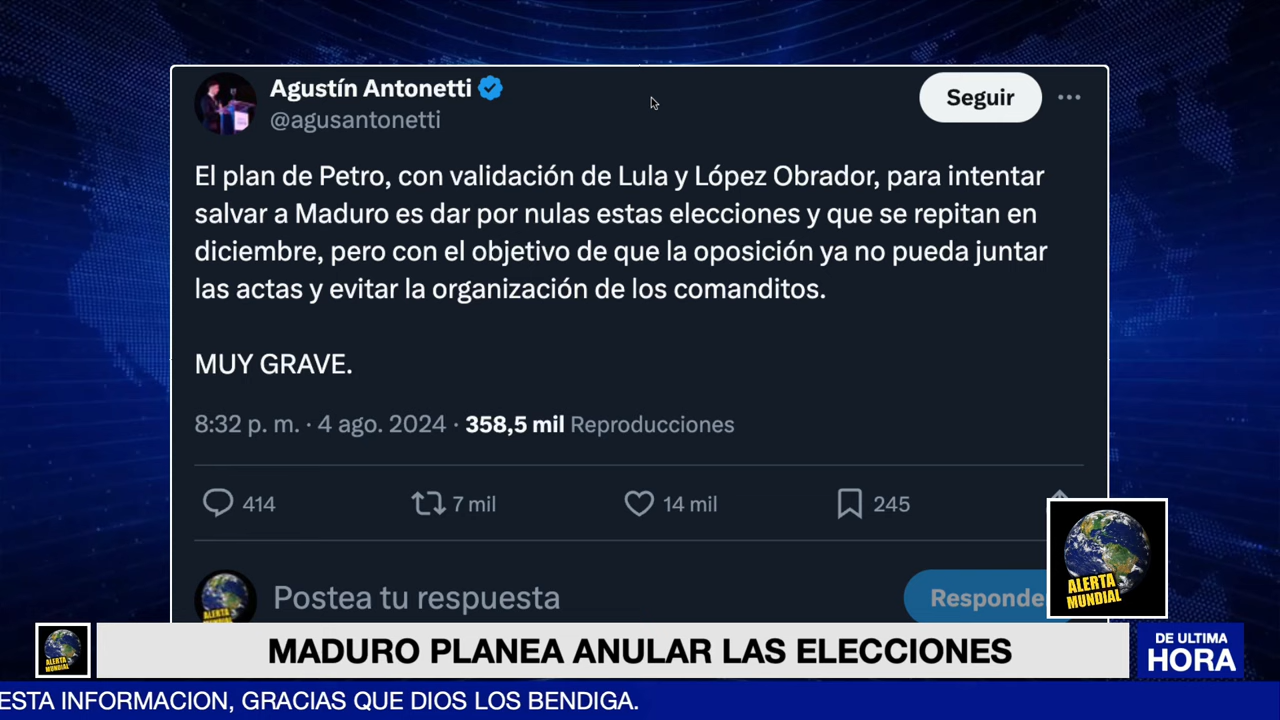 Agustín Antonetti
@agusantonetti
Seguir
El plan de Petro, con validación de Lula y López Obrador, para intentar
salvar a Maduro es dar por nulas estas elecciones y que se repitan en
diciembre, pero con el objetivo de que la oposición ya no pueda juntar
las actas y evitar la organización de los comanditos.
MUY GRAVE.
8:32 p. m. · 4 ago. 2024 · 358,5 mil Reproducciones
414 7 mil 14 mil 245
ALERTA
MUNDIAL
Postea tu respuesta
Responde
ALERTA
MUNDIAL
ALERTA
MUNDIAL
MADURO PLANEA ANULAR LAS ELECCIONES
DE ULTIMA
HORA
ESTA INFORMACION, GRACIAS QUE DIOS LOS BENDIGA.